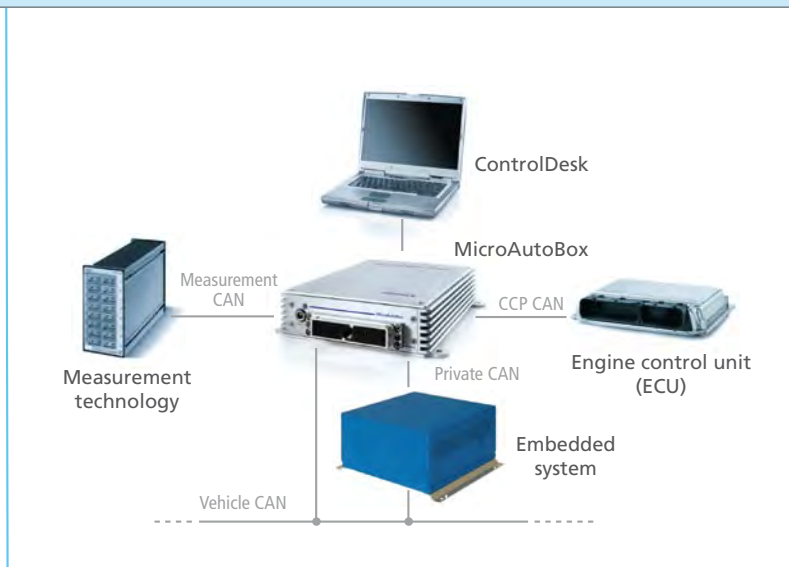 ControlDesk
MicroAutoBox
Measurement
CAN
CCP CAN
Measurement
technology
Private CAN
Engine control unit
(ECU)
Embedded
system
Vehicle CAN